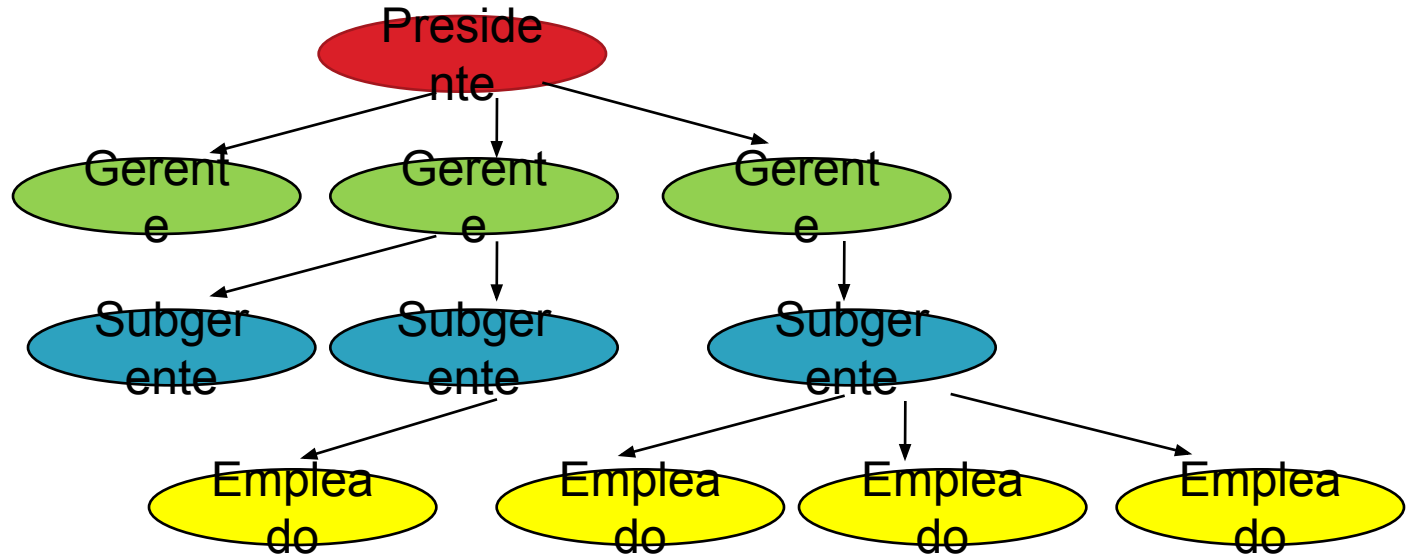 Preside
nte
Gerent
e
Gerent
e
Gerent
e
Subger
ente
Subger
ente
Subger
ente
Emplea
do
Emplea
do
Emplea
do
Emplea
do